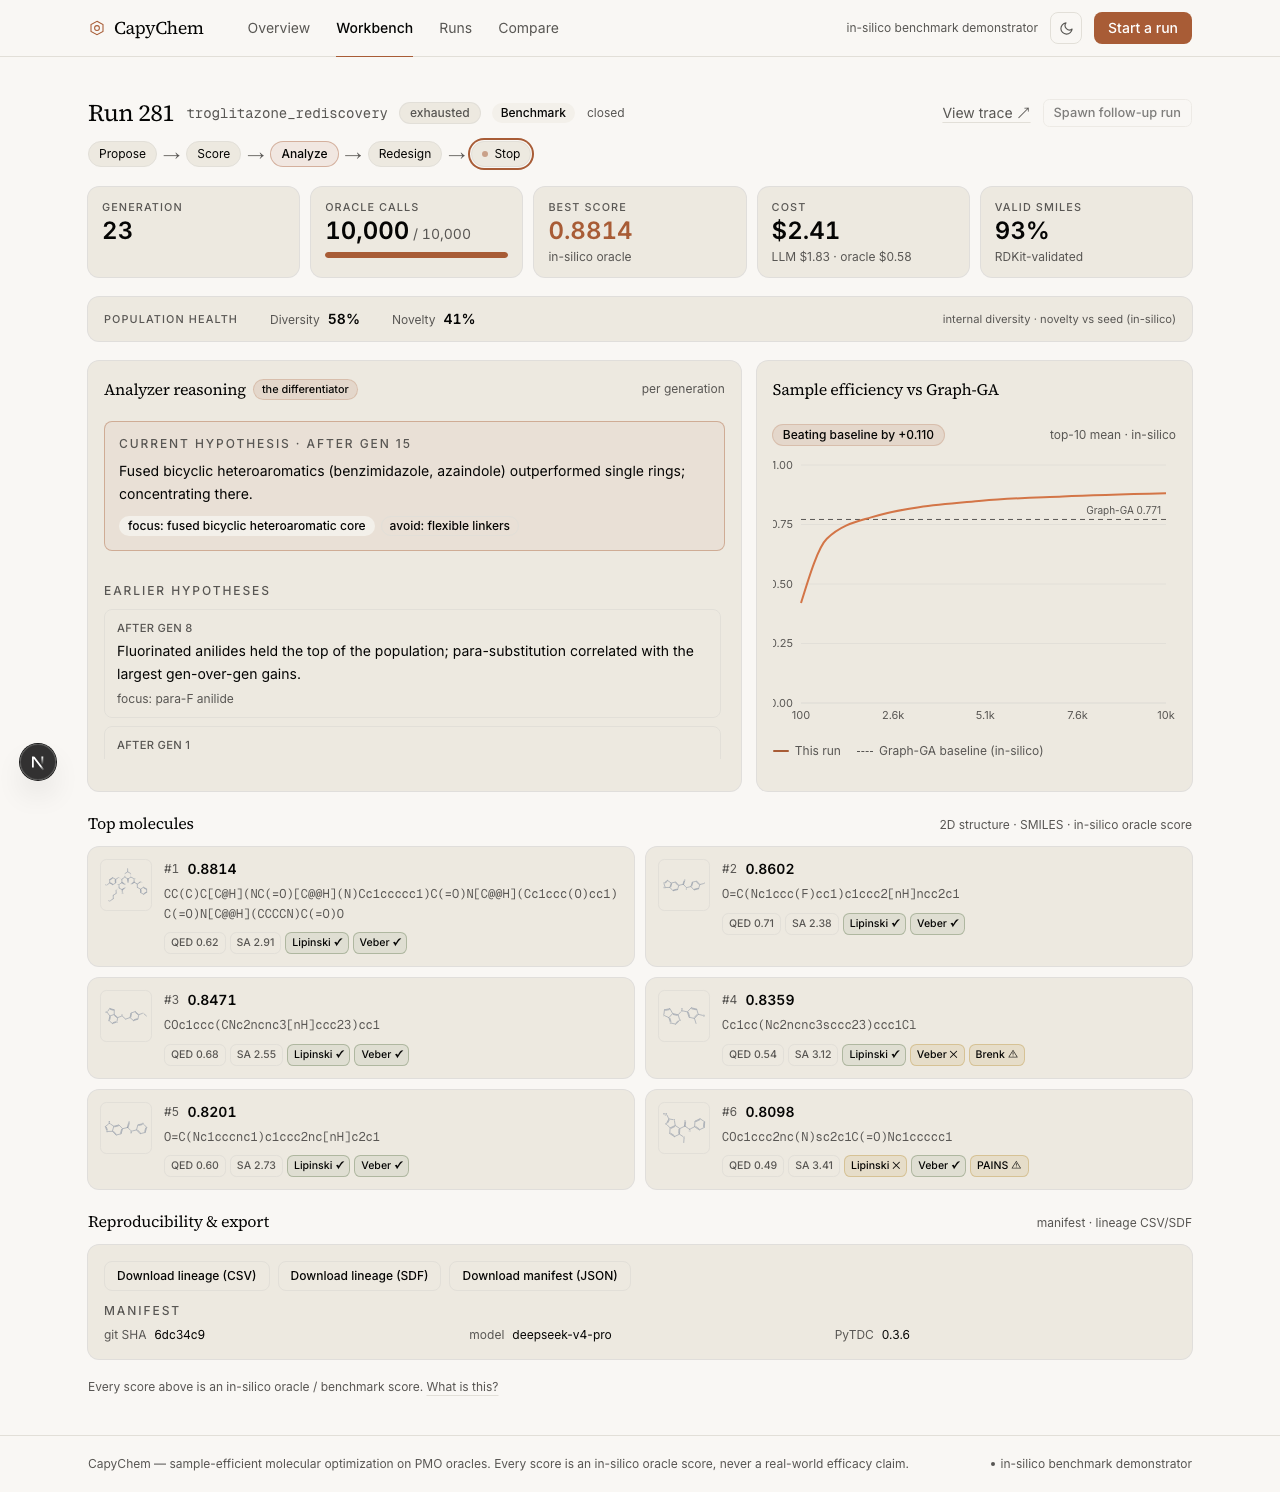 CapyChem
Overview
Workbench
Runs
Compare
in-silico benchmark demonstrator
Start a run
Run 281
troglitazone_rediscovery
exhausted
Benchmark
closed
View trace ↗
Spawn follow-up run
Propose → Score → Analyze → Redesign → Stop
GENERATION
23
ORACLE CALLS
10,000 / 10,000
BEST SCORE
0.8814
in-silico oracle
COST
$2.41
LLM $1.83 · oracle $0.58
VALID SMILES
93%
RDKit-validated
POPULATION HEALTH
Diversity 58%
Novelty 41%
internal diversity · novelty vs seed (in-silico)
Analyzer reasoning
the differentiator
per generation
CURRENT HYPOTHESIS · AFTER GEN 15
Fused bicyclic heteroaromatics (benzimidazole, azaindole) outperformed single rings;
concentrating there.
focus: fused bicyclic heteroaromatic core
avoid: flexible linkers
EARLIER HYPOTHESES
AFTER GEN 8
Fluorinated anilides held the top of the population; para-substitution correlated with the
largest gen-over-gen gains.
focus: para-F anilide
AFTER GEN 1
Sample efficiency vs Graph-GA
Beating baseline by +0.110
top-10 mean · in-silico
1.00
0.75
0.50
0.25
0.00
Graph-GA 0.771
100
2.6k
5.1k
7.6k
10k
This run
Graph-GA baseline (in-silico)
Top molecules
2D structure · SMILES · in-silico oracle score
#1 0.8814
CC(C)C[C@H](NC(=O)[C@@H](N)Cc1ccccc1)C(=O)N[C@@H](Cc1ccc(O)cc1)
C(=O)N[C@@H](CCCCN)C(=O)O
QED 0.62
SA 2.91
Lipinski ✓
Veber ✓
#2 0.8602
O=C(Nc1ccc(F)cc1)c1ccc2[nH]ncc2c1
QED 0.71
SA 2.38
Lipinski ✓
Veber ✓
#3 0.8471
COc1ccc(CNc2ncnc3[nH]ccc23)cc1
QED 0.68
SA 2.55
Lipinski ✓
Veber ✓
#4 0.8359
Cc1cc(Nc2ncnc3sccc23)ccc1Cl
QED 0.54
SA 3.12
Lipinski ✓
Veber ✕
Brenk ⚠
#5 0.8201
O=C(Nc1cccnc1)c1ccc2nc[nH]c2c1
QED 0.60
SA 2.73
Lipinski ✓
Veber ✓
#6 0.8098
COc1ccc2nc(N)sc2c1C(=O)Nc1ccccc1
QED 0.49
SA 3.41
Lipinski ✕
Veber ✓
PAINS ⚠
Reproducibility & export
manifest · lineage CSV/SDF
Download lineage (CSV)
Download lineage (SDF)
Download manifest (JSON)
MANIFEST
git SHA 6dc34c9
model deepseek-v4-pro
PyTDC 0.3.6
Every score above is an in-silico oracle / benchmark score. What is this?
CapyChem — sample-efficient molecular optimization on PMO oracles. Every score is an in-silico oracle score, never a real-world efficacy claim.
• in-silico benchmark demonstrator
N